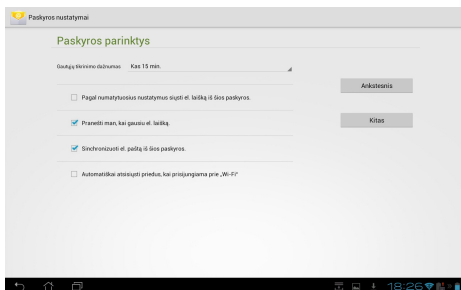 Paskyros nustatymai
Paskyros parinktys
Gautųjų tikrinimo dažnumas Kas 15 min.
Ankstesnis
Pagal numatytuosius nustatymus siųsti el. laišką iš šios paskyros.
Pranešti man, kai gausiu el. laišką.
Kitas
Sinchronizuoti el. paštą iš šios paskyros.
Automatiškai atsisiųsti priedus, kai prisijungiama prie „Wi-Fi“
18:26